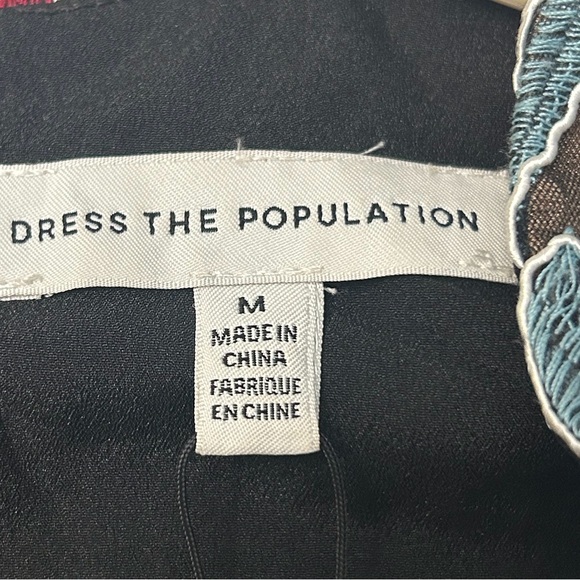 DRESS THE POPULATION
M
MADE IN
CHINA
FABRIQUE
EN CHINE